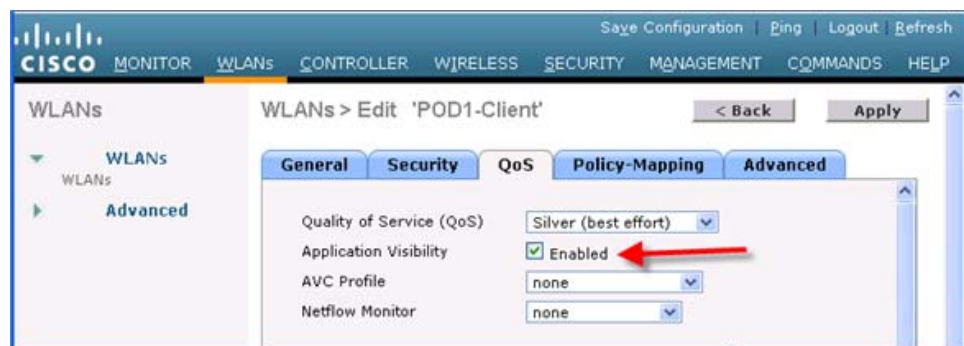 Save Configuration | Ping | Logout | Refresh
CISCO MONITOR WLANs CONTROLLER WIRELESS SECURITY MANAGEMENT COMMANDS HELP
WLANs
WLANs > Edit 'POD1-Client'
< Back
Apply
WLANs
WLANs
Advanced
General Security QoS Policy-Mapping Advanced
Quality of Service (QoS) Silver (best effort)
Application Visibility Enabled
AVC Profile none
Netflow Monitor none